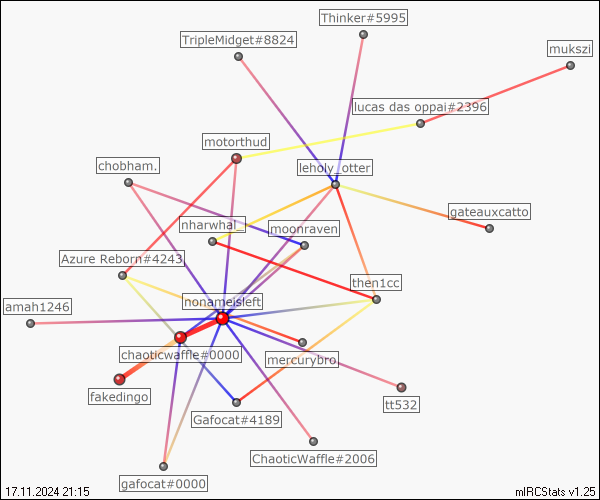 Thinker#5995
TripleMidget#8824
mukszi
lucas das oppai#2396
motorthud
chobham.
leholy_otter
gateauxcatto
nharwhal_
moonraven
Azure Reborn#4243
then1cc
nonameisleft
amah1246
chaoticwaffle#0000
mercurybro
fakedingo
tt532
Gafocat#4189
ChaoticWaffle#2006
gafocat#0000
17.11.2024 21:15
mIRCStats v1.25